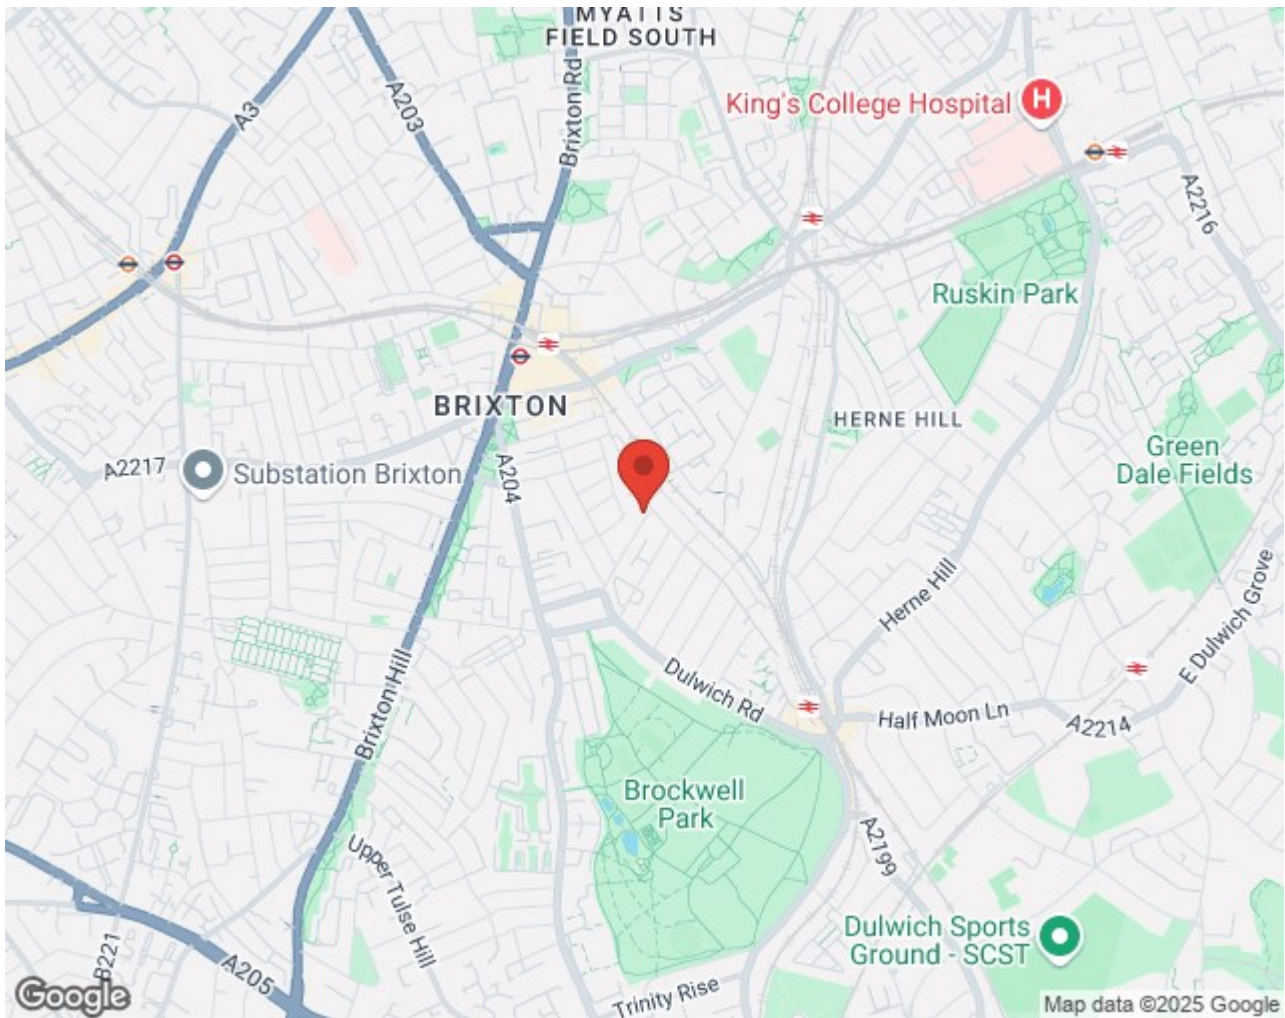 MYATTS
FIELD SOUTH
King's College Hospital
H
A3
A203
Brixton Rd
A2216
Ruskin Park
BRIXTON
HERNE HILL
Green
Dale Fields
A2217
Substation Brixton
A204
Herne Hill
E Dulwich Grove
Brixton Hill
Dulwich Rd
Half Moon Ln
A2214
Brockwell
Park
Upper Tulse Hill
A2199
Dulwich Sports
Ground - SCST
B221
A205
Trinity Rise
Google
Map data ©2025 Google